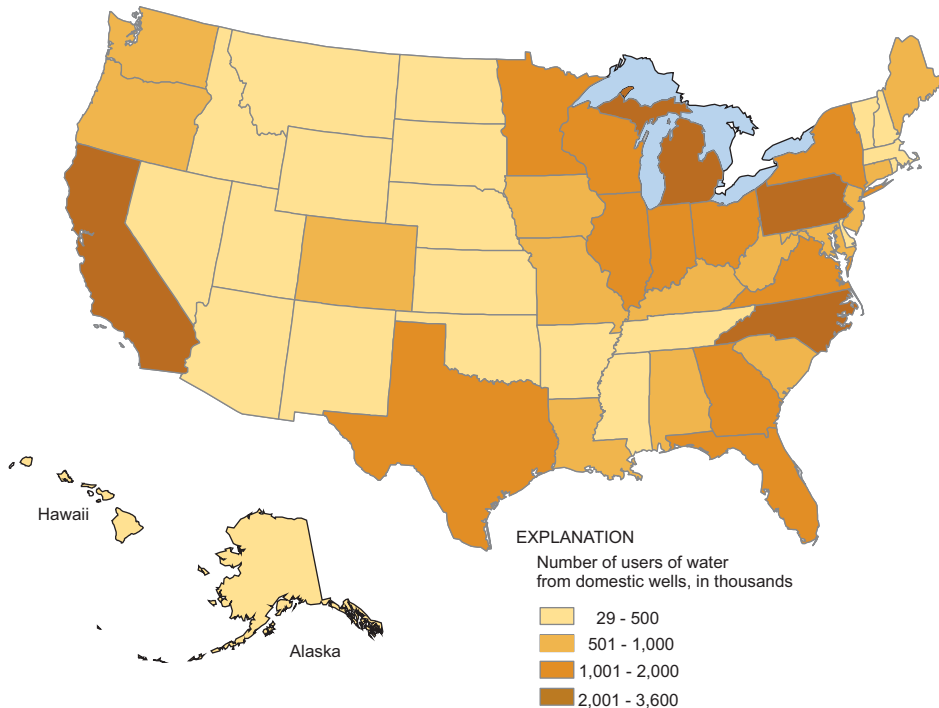 Hawaii
Alaska
EXPLANATION
Number of users of water
from domestic wells, in thousands
29 - 500
501 - 1,000
1,001 - 2,000
2,001 - 3,600